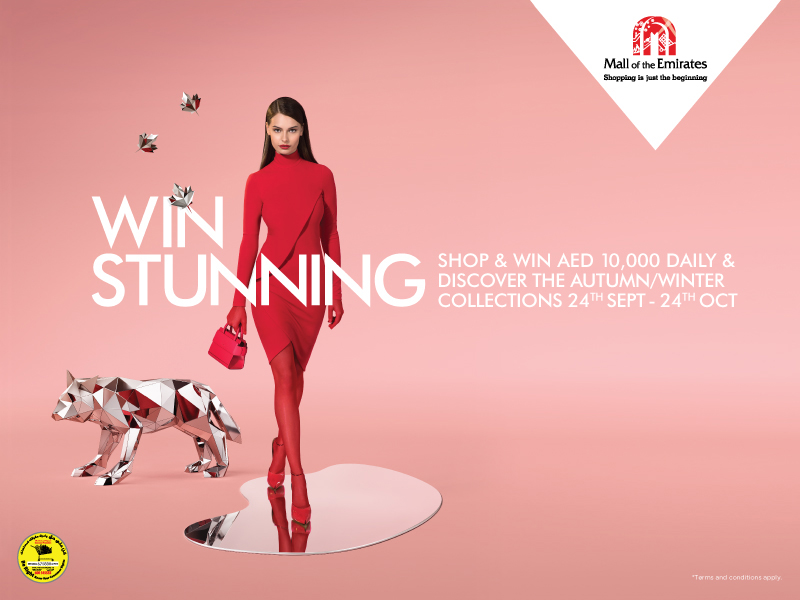 Mall of the Emirates
Shopping is just the beginning
WIN
STUNNING
SHOP & WIN AED 10,000 DAILY &
DISCOVER THE AUTUMN/WINTER
COLLECTIONS 24TH SEPT - 24TH OCT
*Terms and conditions apply.